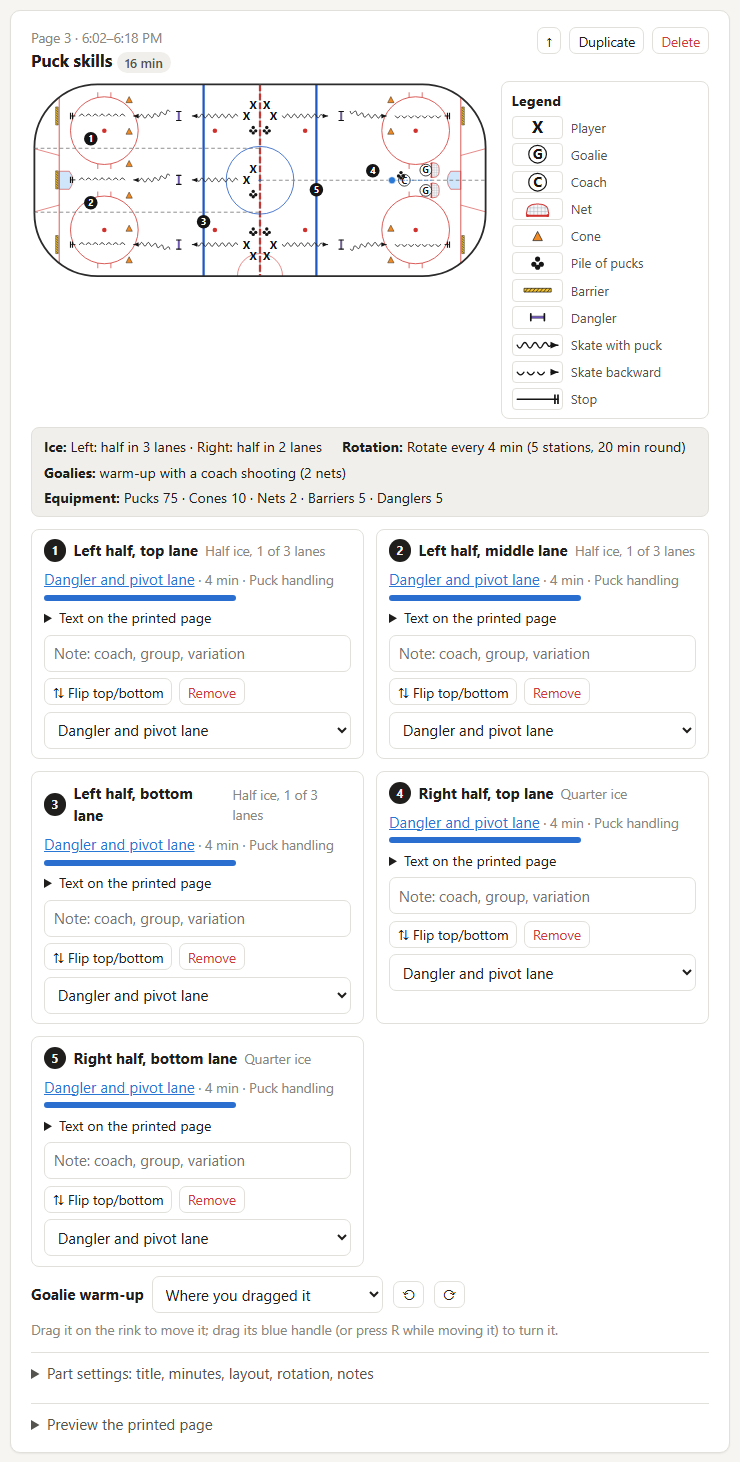 Page 3 · 6:02–6:18 PM
Puck skills 16 min
↑ Duplicate Delete
X X X X
X X
1
X
X
2
3
4
5
G
C
G
X X
X X
Legend
X Player
G Goalie
C Coach
Net
Cone
Pile of pucks
Barrier
Dangler
Skate with puck
Skate backward
Stop
Ice: Left: half in 3 lanes · Right: half in 2 lanes Rotation: Rotate every 4 min (5 stations, 20 min round)
Goalies: warm-up with a coach shooting (2 nets)
Equipment: Pucks 75 · Cones 10 · Nets 2 · Barriers 5 · Danglers 5
1 Left half, top lane Half ice, 1 of 3 lanes
Dangler and pivot lane · 4 min · Puck handling
Text on the printed page
Note: coach, group, variation
⇅ Flip top/bottom Remove
Dangler and pivot lane
2 Left half, middle lane Half ice, 1 of 3 lanes
Dangler and pivot lane · 4 min · Puck handling
Text on the printed page
Note: coach, group, variation
⇅ Flip top/bottom Remove
Dangler and pivot lane
3 Left half, bottom lane Half ice, 1 of 3 lanes
Dangler and pivot lane · 4 min · Puck handling
Text on the printed page
Note: coach, group, variation
⇅ Flip top/bottom Remove
Dangler and pivot lane
4 Right half, top lane Quarter ice
Dangler and pivot lane · 4 min · Puck handling
Text on the printed page
Note: coach, group, variation
⇅ Flip top/bottom Remove
Dangler and pivot lane
5 Right half, bottom lane Quarter ice
Dangler and pivot lane · 4 min · Puck handling
Text on the printed page
Note: coach, group, variation
⇅ Flip top/bottom Remove
Dangler and pivot lane
Goalie warm-up Where you dragged it
Drag it on the rink to move it; drag its blue handle (or press R while moving it) to turn it.
Part settings: title, minutes, layout, rotation, notes
Preview the printed page